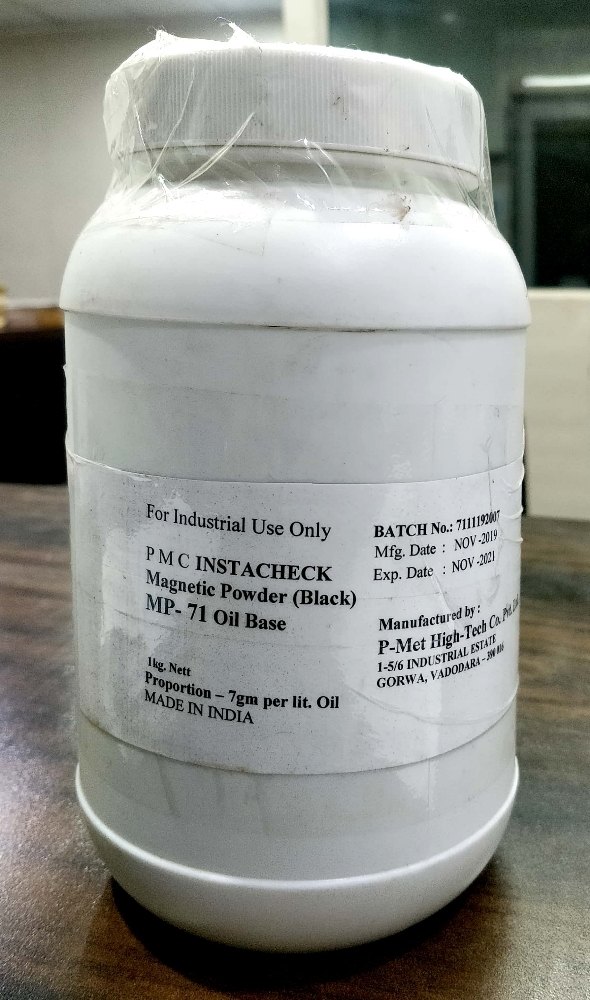 For Industrial Use Only
P M C INSTACHECK
Magnetic Powder (Black)
MP- 71 Oil Base
1kg. Nett
Proportion – 7gm per lit. Oil
MADE IN INDIA
BATCH No.: 7111192007
Mfg. Date : NOV -2019
Exp. Date : NOV -2021
Manufactured by :
P-Met High-Tech Co. Pvt.
1-5/6 INDUSTRIAL ESTATE
GORWA, VADODARA – 390